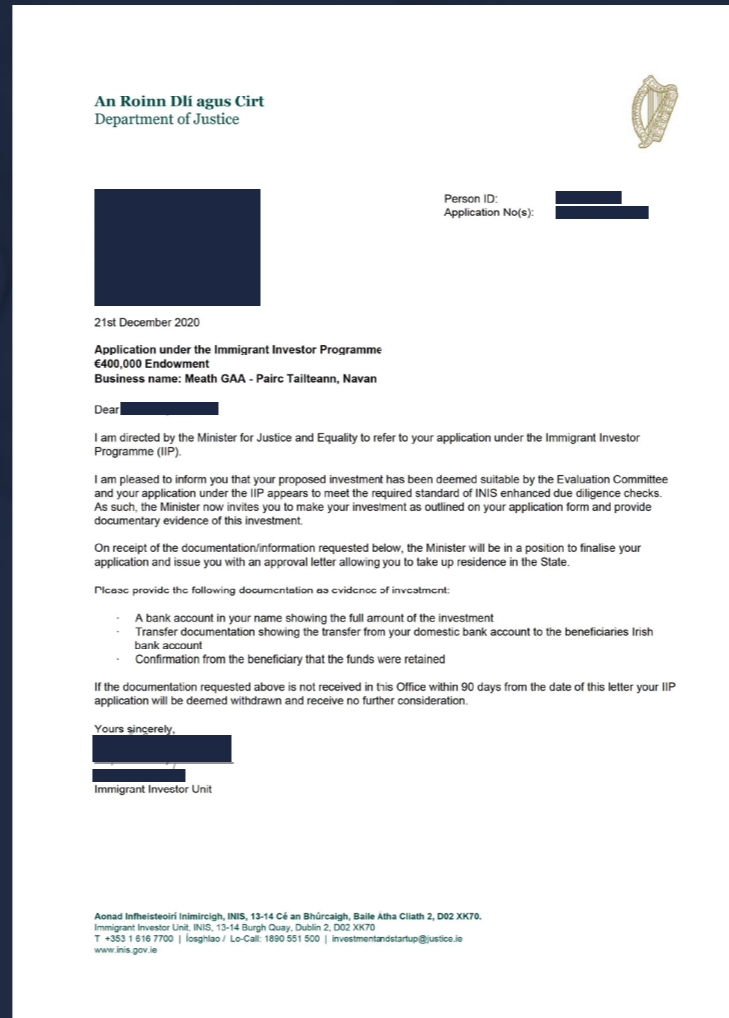 An Roinn Dlí agus Cirt
Department of Justice
Person ID:
Application No(s):
21st December 2020
Application under the Immigrant Investor Programme
€400,000 Endowment
Business name: Meath GAA - Pairc Tailteann, Navan
Dear
I am directed by the Minister for Justice and Equality to refer to your application under the Immigrant Investor
Programme (IIP).
I am pleased to inform you that your proposed investment has been deemed suitable by the Evaluation Committee
and your application under the IIP appears to meet the required standard of INIS enhanced due diligence checks.
As such, the Minister now invites you to make your investment as outlined on your application form and provide
documentary evidence of this investment.
On receipt of the documentation/information requested below, the Minister will be in a position to finalise your
application and issue you with an approval letter allowing you to take up residence in the State.
Please provide the following documentation as evidence of investment:
· A bank account in your name showing the full amount of the investment
· Transfer documentation showing the transfer from your domestic bank account to the beneficiaries Irish
bank account
· Confirmation from the beneficiary that the funds were retained
If the documentation requested above is not received in this Office within 90 days from the date of this letter your IIP
application will be deemed withdrawn and receive no further consideration.
Yours sincerely,
Immigrant Investor Unit
Aonad Infheisteoirí Inimircigh, INIS, 13-14 Cé an Bhúrcaigh, Baile Átha Cliath 2, D02 XK70.
Immigrant Investor Unit, INIS, 13-14 Burgh Quay, Dublin 2, D02 XK70
T +353 1 616 7700 | Íosghlao / Lo-Call: 1890 551 500 | investmentandstartup@justice.ie
www.inis.gov.ie